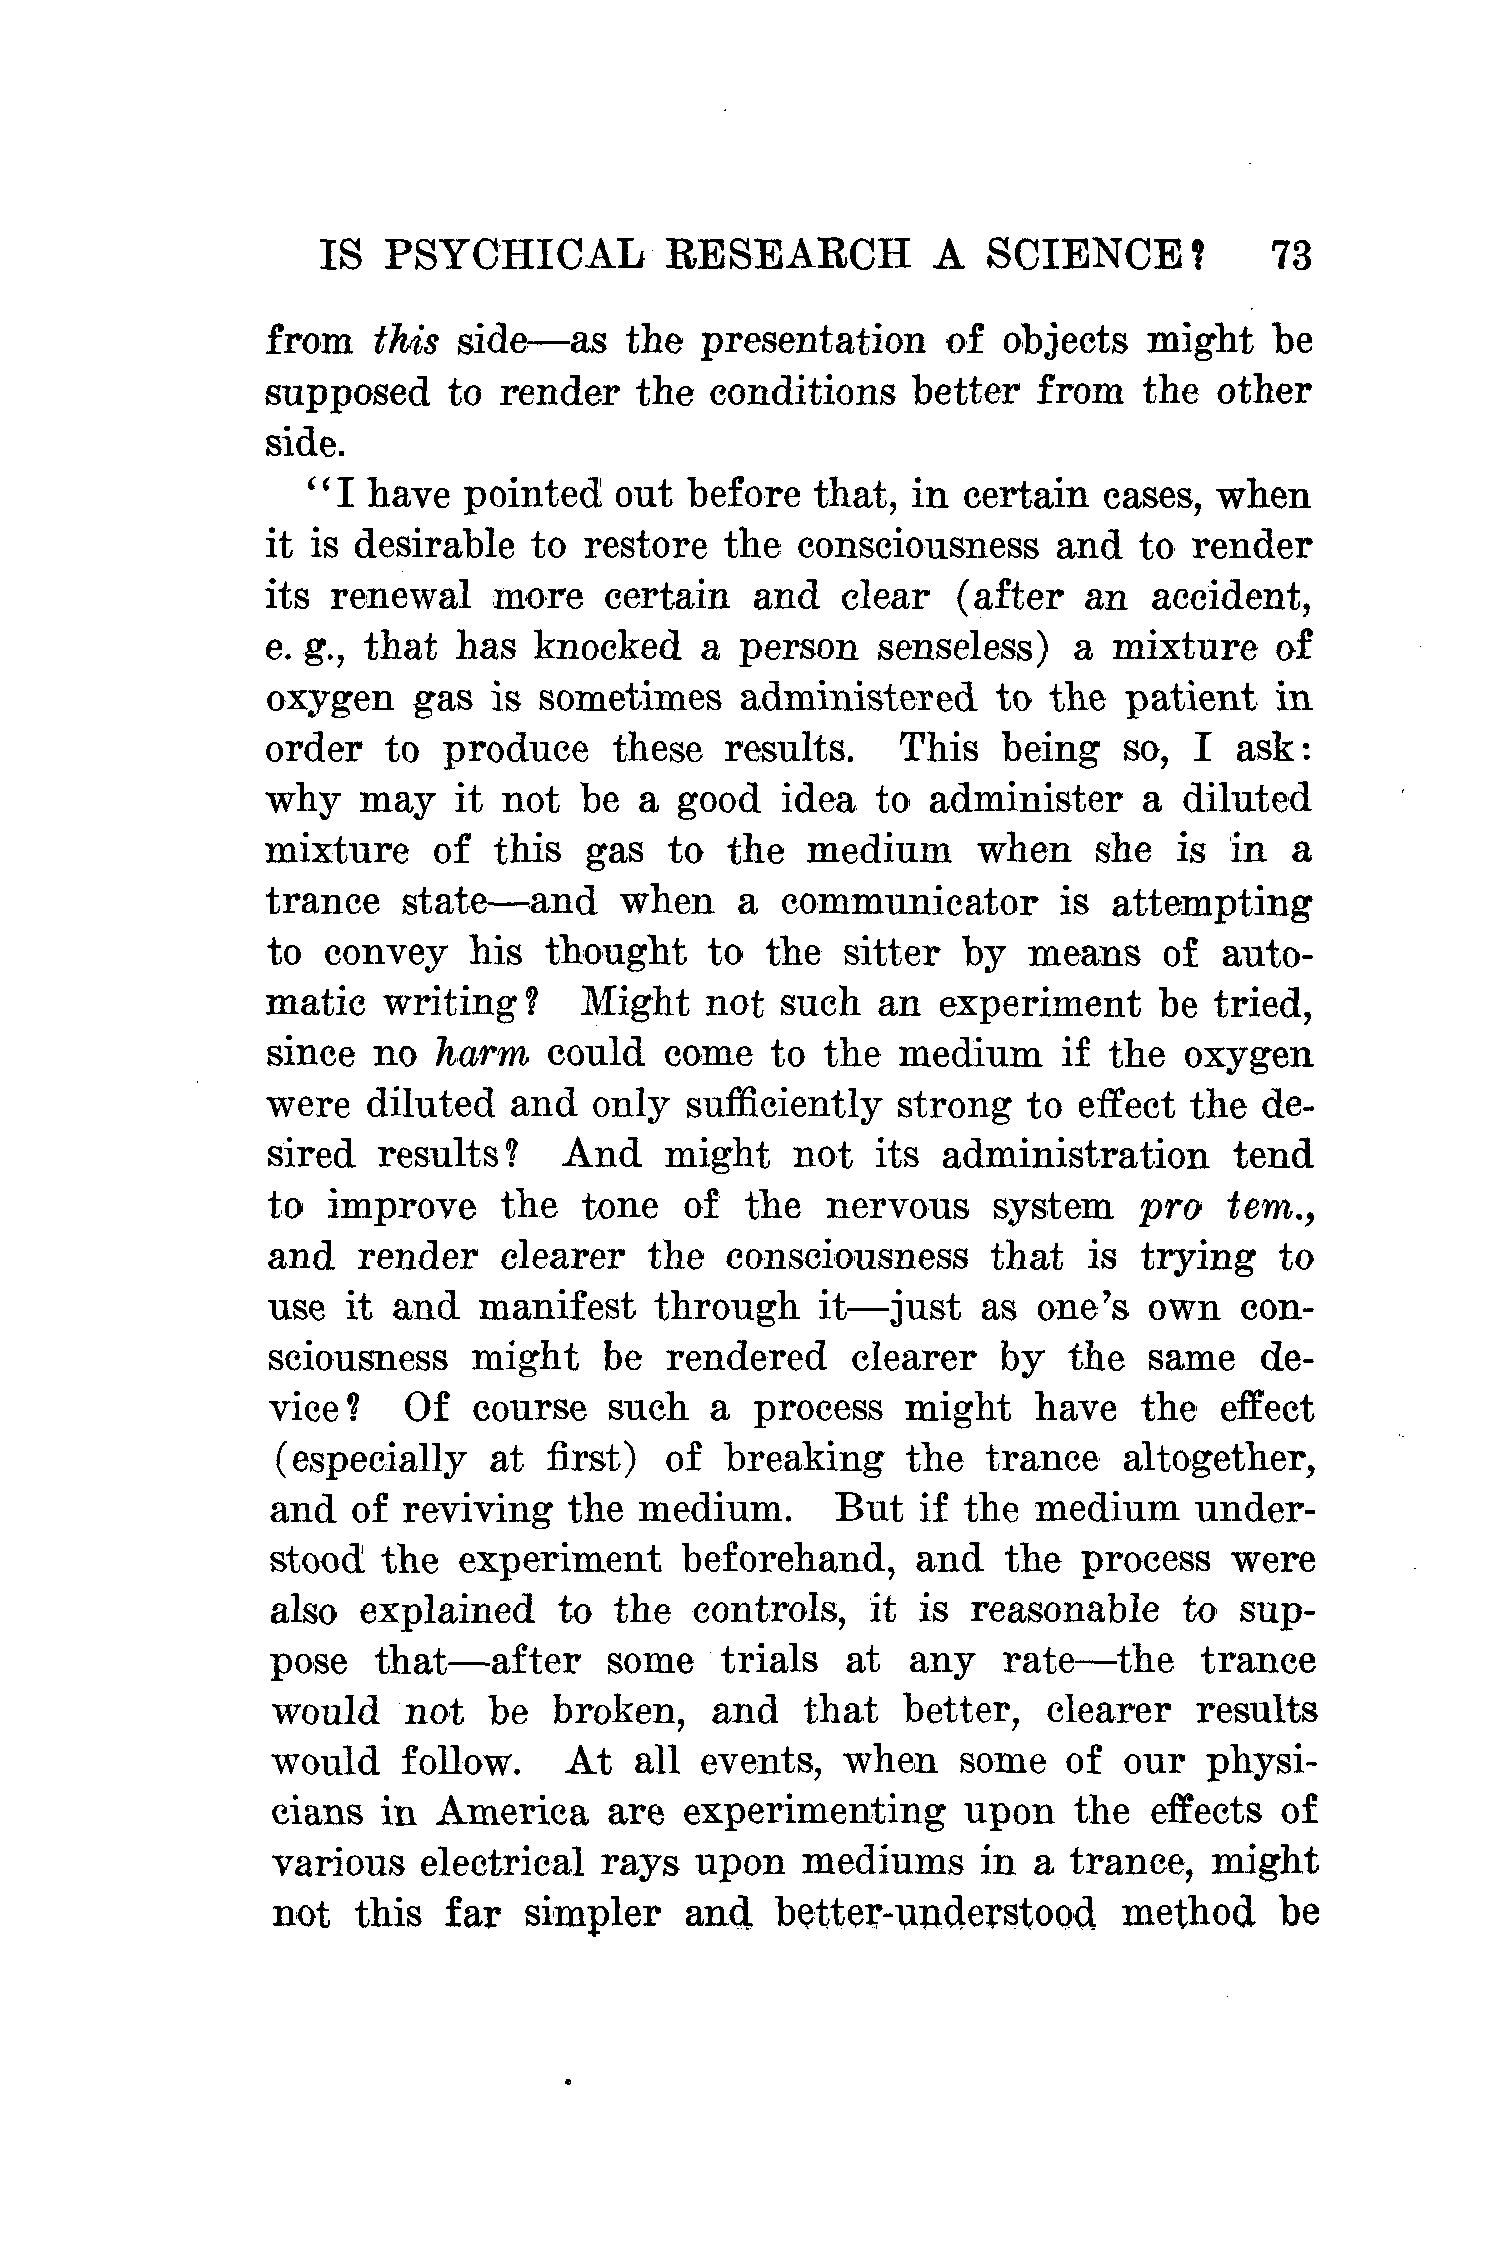 IS PSYCHICAL RESEARCH A SCIENCE? 73
from this side—as the presentation of objects might be
supposed to render the conditions better from the other
side.
"I have pointed out before that, in certain cases, when
it is desirable to restore the consciousness and to render
its renewal more certain and clear (after an accident,
e. g., that has knocked a person senseless) a mixture of
oxygen gas is sometimes administered to the patient in
order to produce these results. This being so, I ask:
why may it not be a good idea to administer a diluted
mixture of this gas to the medium when she is in a
trance state—and when a communicator is attempting
to convey his thought to the sitter by means of auto-
matic writing? Might not such an experiment be tried,
since no harm could come to the medium if the oxygen
were diluted and only sufficiently strong to effect the de-
sired results? And might not its administration tend
to improve the tone of the nervous system pro tem.,
and render clearer the consciousness that is trying to
use it and manifest through it—just as one's own con-
sciousness might be rendered clearer by the same de-
vice? Of course such a process might have the effect
(especially at first) of breaking the trance altogether,
and of reviving the medium. But if the medium under-
stood the experiment beforehand, and the process were
also explained to the controls, it is reasonable to sup-
pose that—after some trials at any rate—the trance
would not be broken, and that better, clearer results
would follow. At all events, when some of our physi-
cians in America are experimenting upon the effects of
various electrical rays upon mediums in a trance, might
not this far simpler and better-understood method be